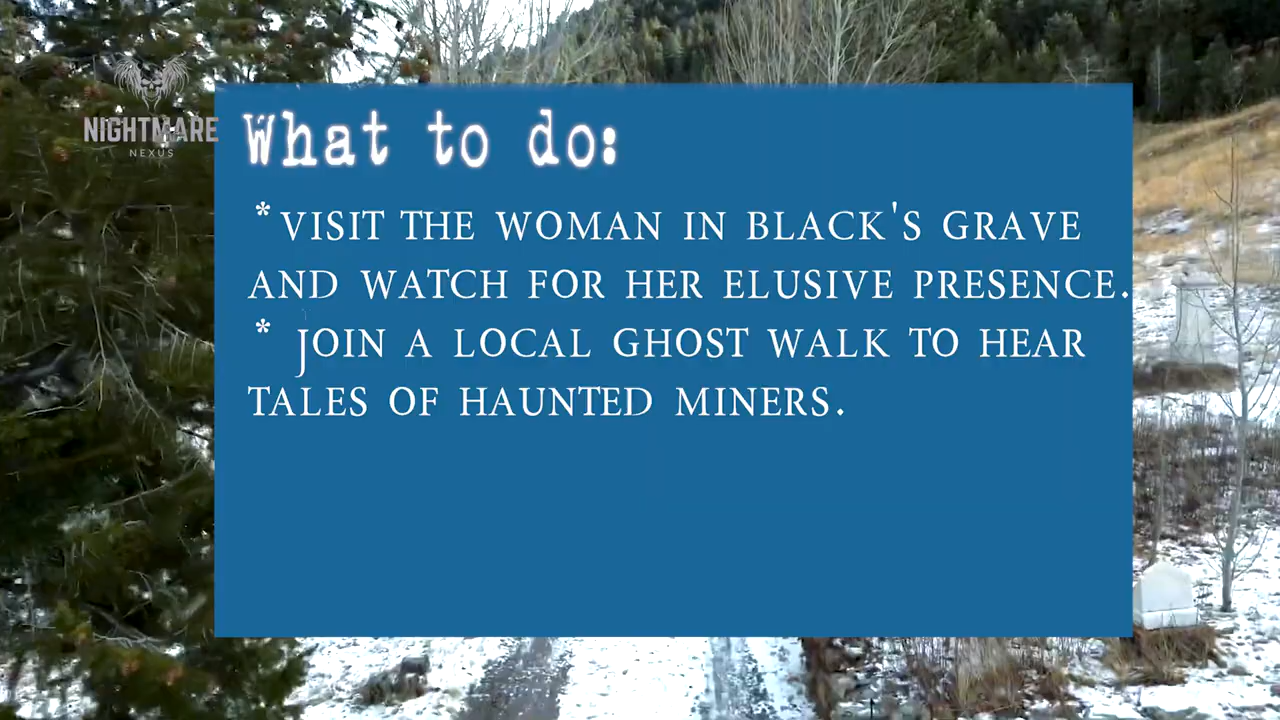 NIGHTMARE
NEXUS
What to do:
*VISIT THE WOMAN IN BLACK'S GRAVE
AND WATCH FOR HER ELUSIVE PRESENCE.
* JOIN A LOCAL GHOST WALK TO HEAR
TALES OF HAUNTED MINERS.